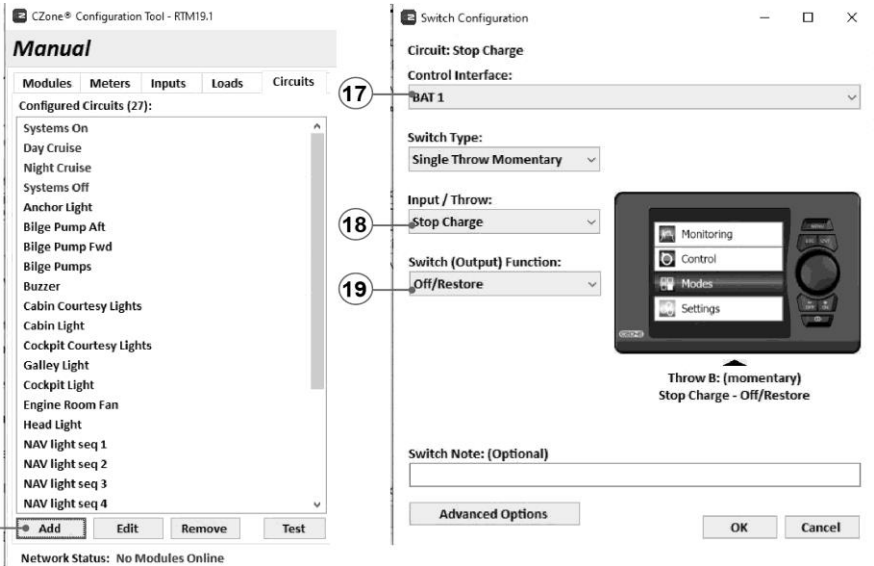 CZone® Configuration Tool - RTM19.1
Manual
Modules Meters Inputs Loads Circuits
Configured Circuits (27):
Systems On
Day Cruise
Night Cruise
Systems Off
Anchor Light
Bilge Pump Aft
Bilge Pump Fwd
Bilge Pumps
Buzzer
Cabin Courtesy Lights
Cabin Light
Cockpit Courtesy Lights
Galley Light
Cockpit Light
Engine Room Fan
Head Light
NAV light seq 1
NAV light seq 2
NAV light seq 3
NAV light seq 4
Add Edit Remove Test
Network Status: No Modules Online
Switch Configuration
Circuit: Stop Charge
Control Interface:
17
BAT 1
Switch Type:
Single Throw Momentary
Input / Throw:
18
Stop Charge
Switch (Output) Function:
19
Off/Restore
Monitoring
Control
Modes
Settings
MENU
CZONE
Throw B: (momentary)
Stop Charge - Off/Restore
Switch Note: (Optional)
Advanced Options
OK Cancel